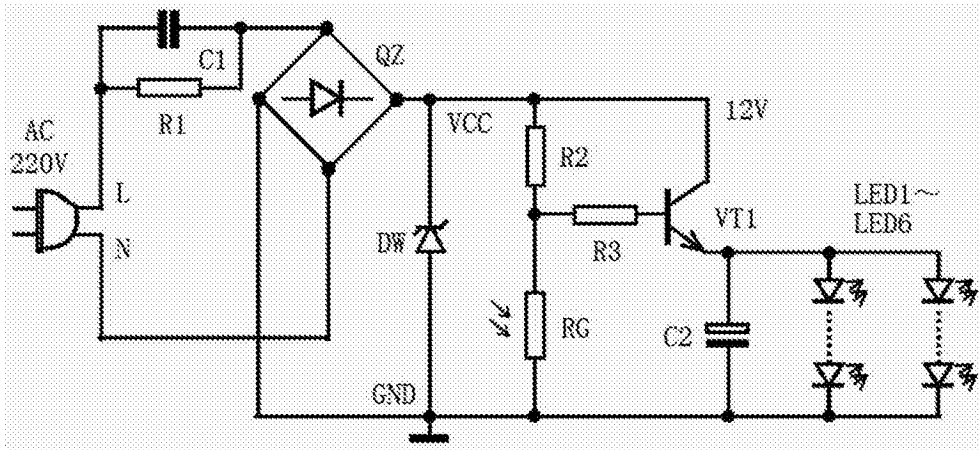 C1
QZ
R1
AC
220V
L
N
VCC
12V
R2
R3
VT1
LED1～
LED6
DW
RG
C2
GND